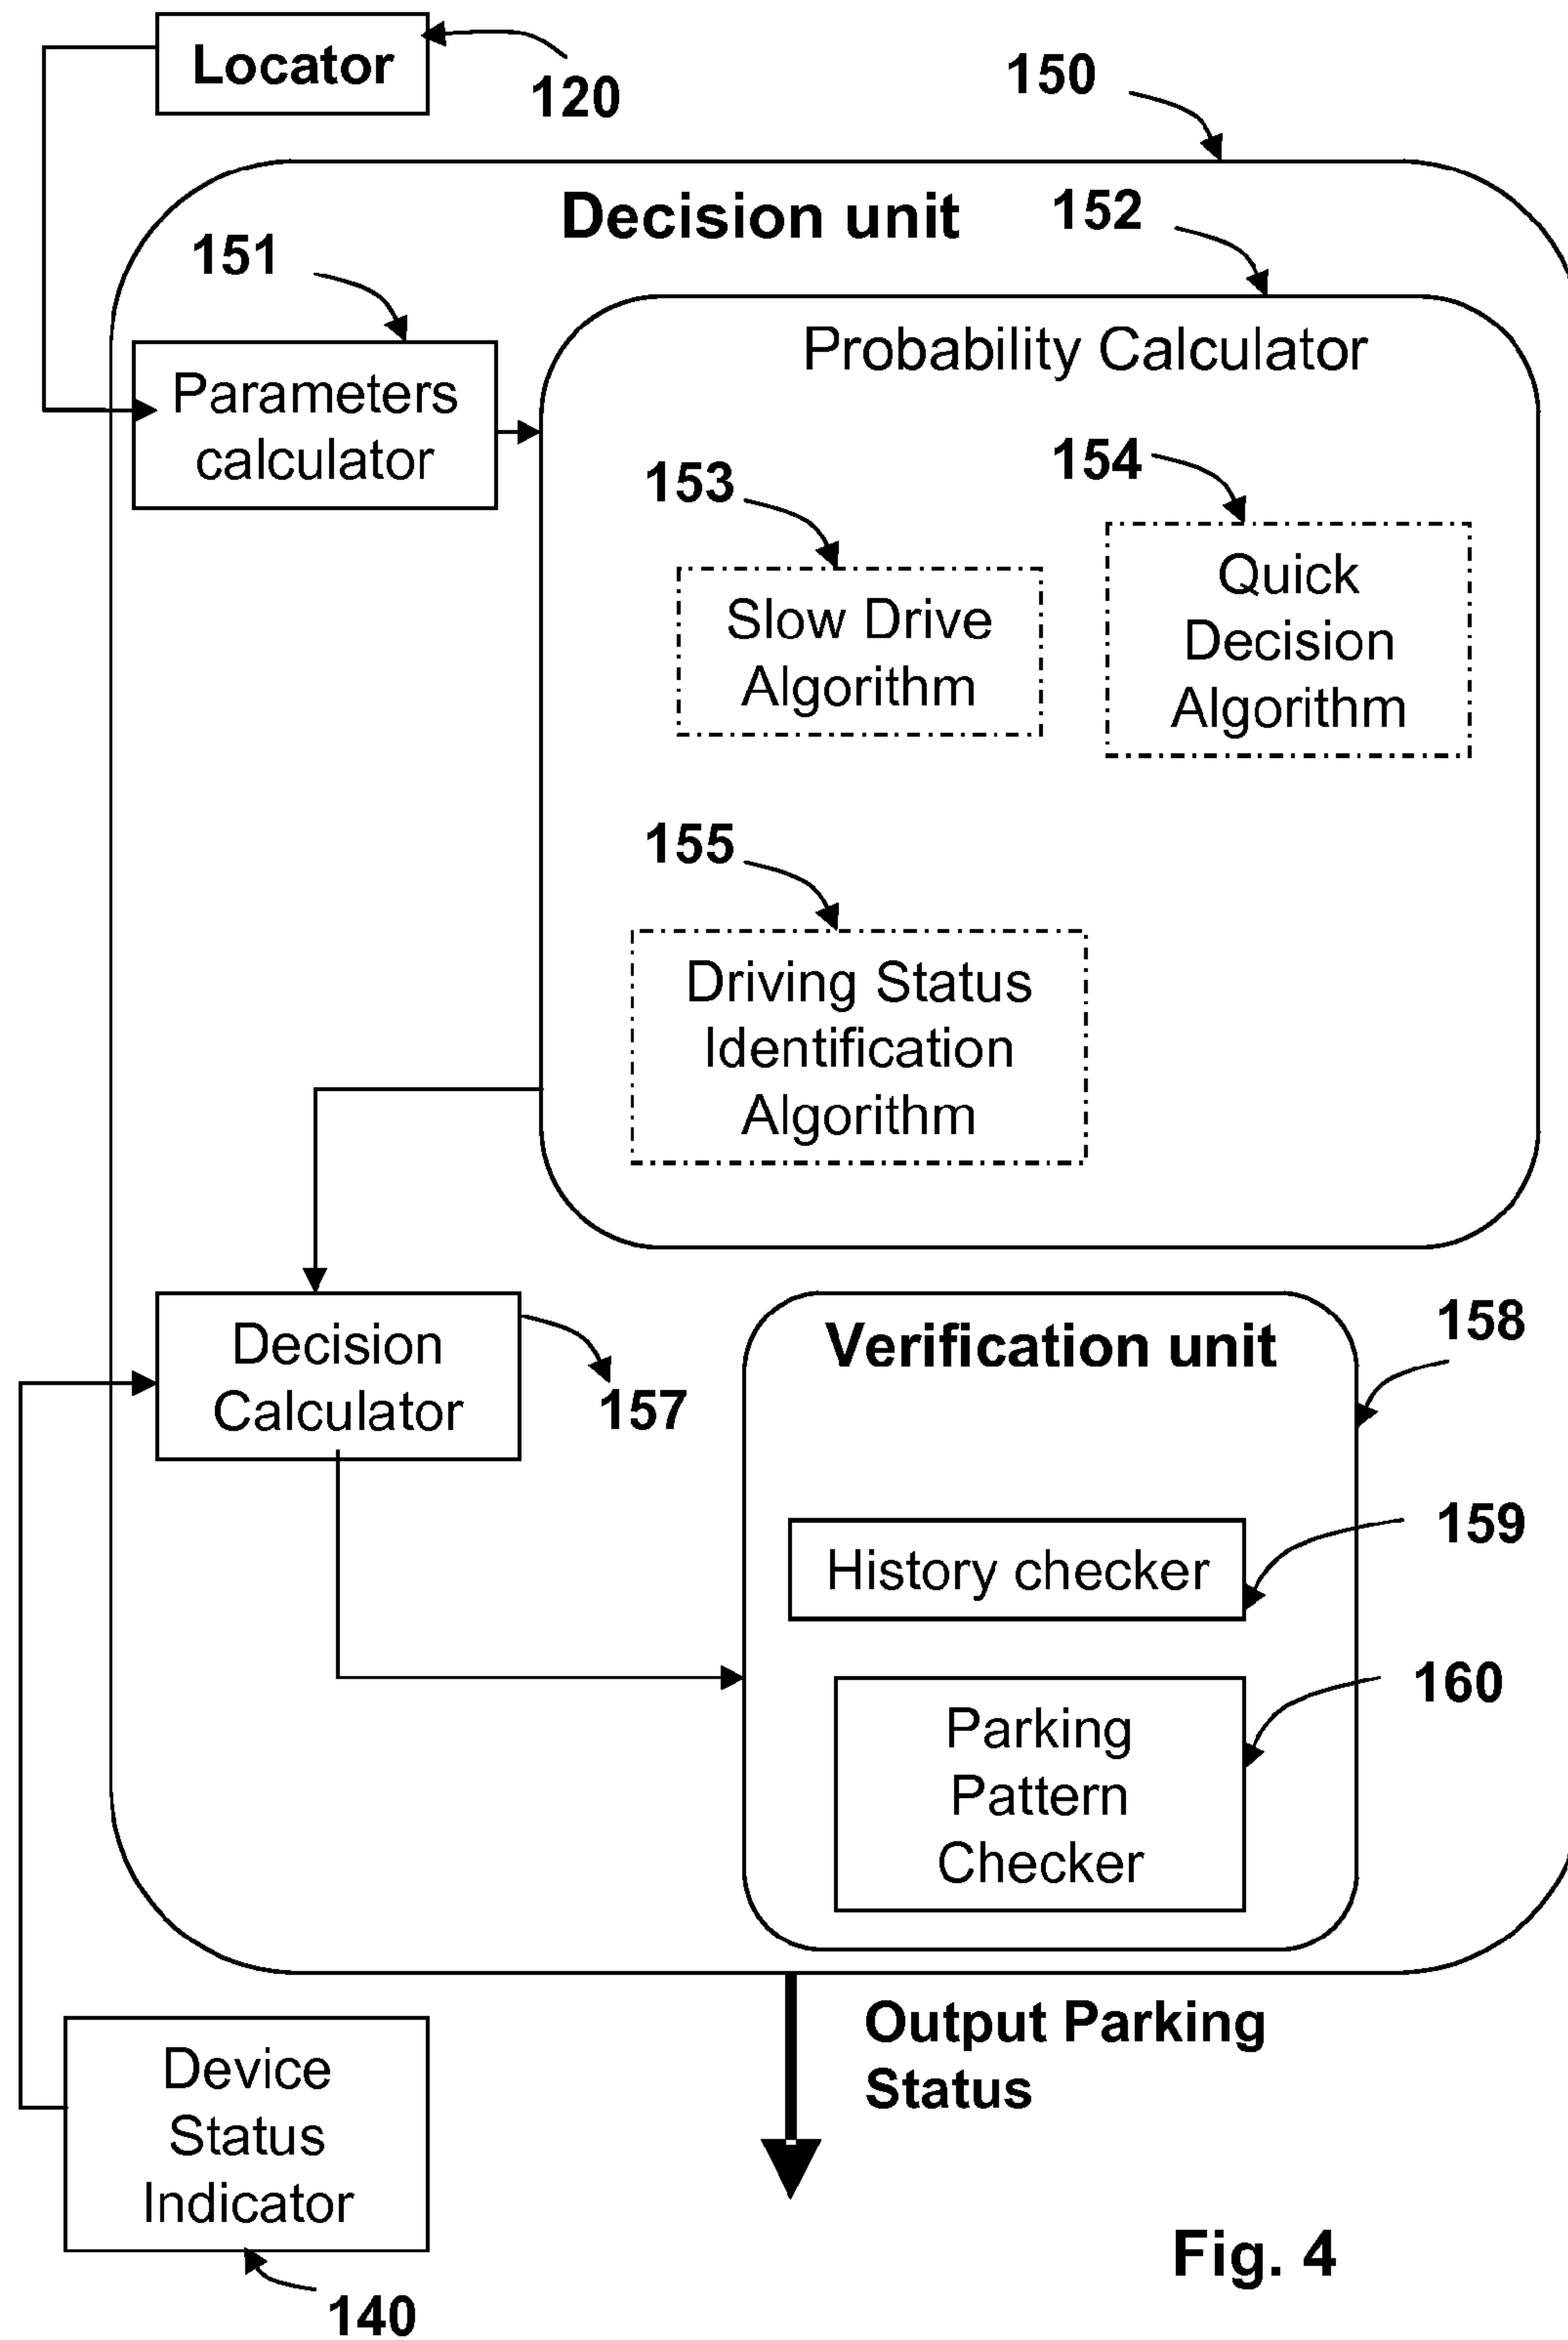 Locator
120
150
Decision unit
152
151
Parameters
calculator
Probability Calculator
153
154
Slow Drive
Algorithm
Quick
Decision
Algorithm
155
Driving Status
Identification
Algorithm
Decision
Calculator
157
Verification unit
158
History checker
159
Parking
Pattern
Checker
160
Output Parking
Status
Device
Status
Indicator
140
Fig. 4